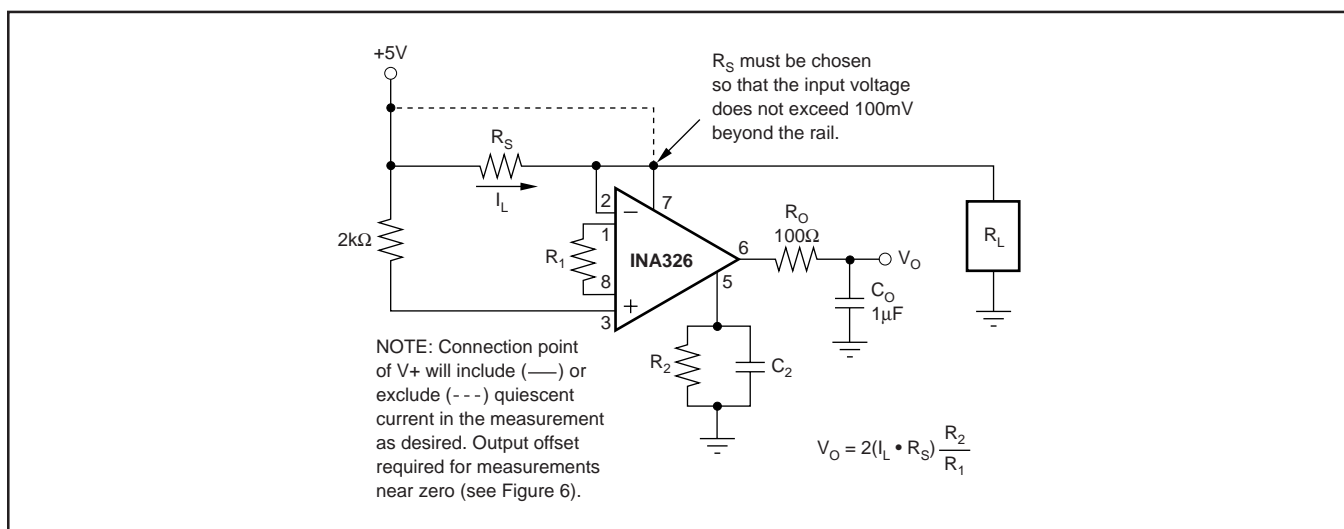 +5V
R_S must be chosen
so that the input voltage
does not exceed 100mV
beyond the rail.
R_S
I_L
2kΩ
2
−
7
1
R_1
INA326
8
+
3
6
5
R_O
100Ω
V_O
R_L
C_O
1µF
R_2
C_2
NOTE: Connection point
of V+ will include (——) or
exclude (- - -) quiescent
current in the measurement
as desired. Output offset
required for measurements
near zero (see Figure 6).
V_O = 2(I_L • R_S) R_2/R_1